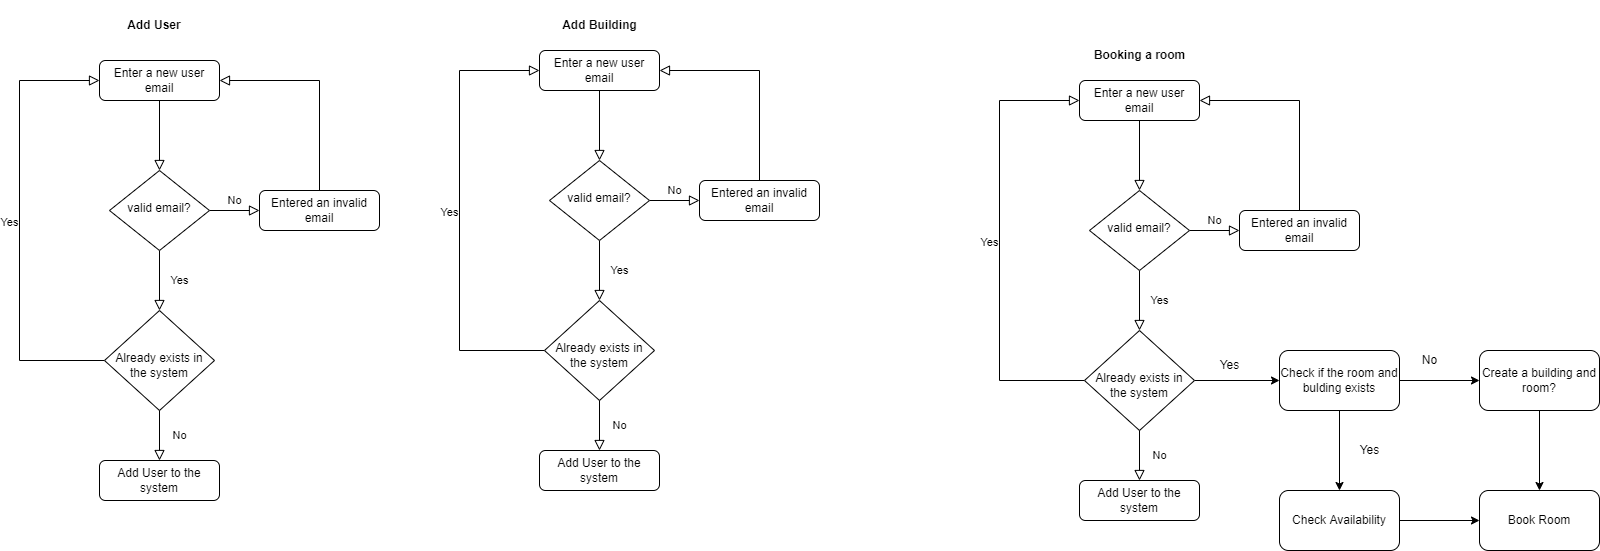 Add User
Enter a new user
email
valid email?
No
Entered an invalid
email
Yes
Yes
Already exists in
the system
No
Add User to the
system
Add Building
Enter a new user
email
valid email?
No
Entered an invalid
email
Yes
Yes
Already exists in
the system
No
Add User to the
system
Booking a room
Enter a new user
email
valid email?
No
Entered an invalid
email
Yes
Yes
Already exists in
the system
Yes
Check if the room and
bulding exists
No
Create a building and
room?
No
Add User to the
system
Yes
Check Availability
Book Room